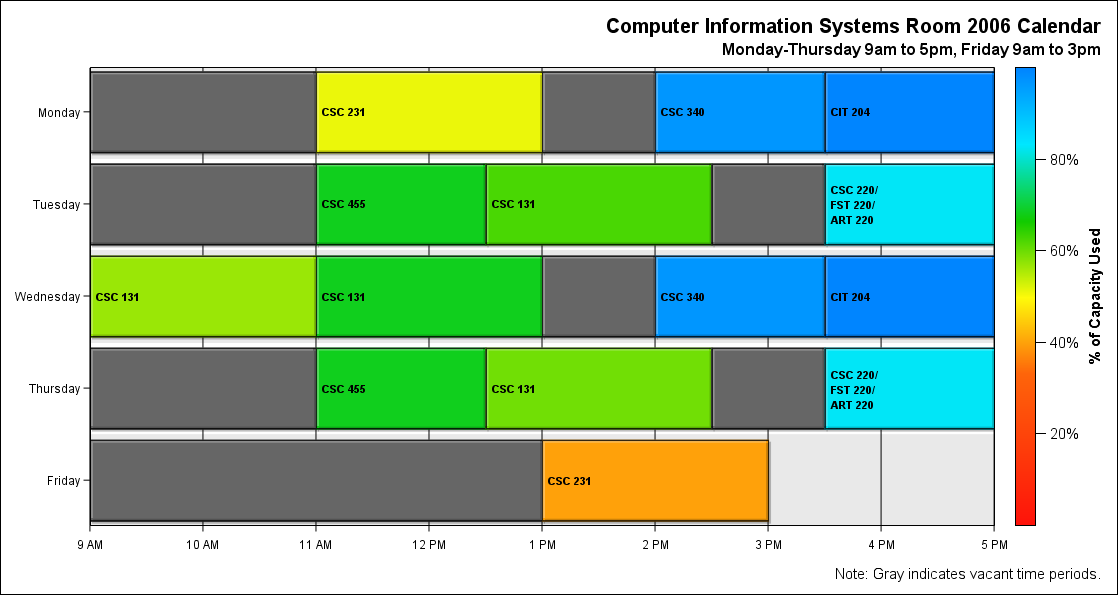 Computer Information Systems Room 2006 Calendar
Monday-Thursday 9am to 5pm, Friday 9am to 3pm
Monday
CSC 231
CSC 340
CIT 204
Tuesday
CSC 455
CSC 131
CSC 220/
FST 220/
ART 220
Wednesday
CSC 131
CSC 131
CSC 340
CIT 204
Thursday
CSC 455
CSC 131
CSC 220/
FST 220/
ART 220
Friday
CSC 231
9 AM
10 AM
11 AM
12 PM
1 PM
2 PM
3 PM
4 PM
5 PM
80%
60%
40%
20%
% of Capacity Used
Note: Gray indicates vacant time periods.